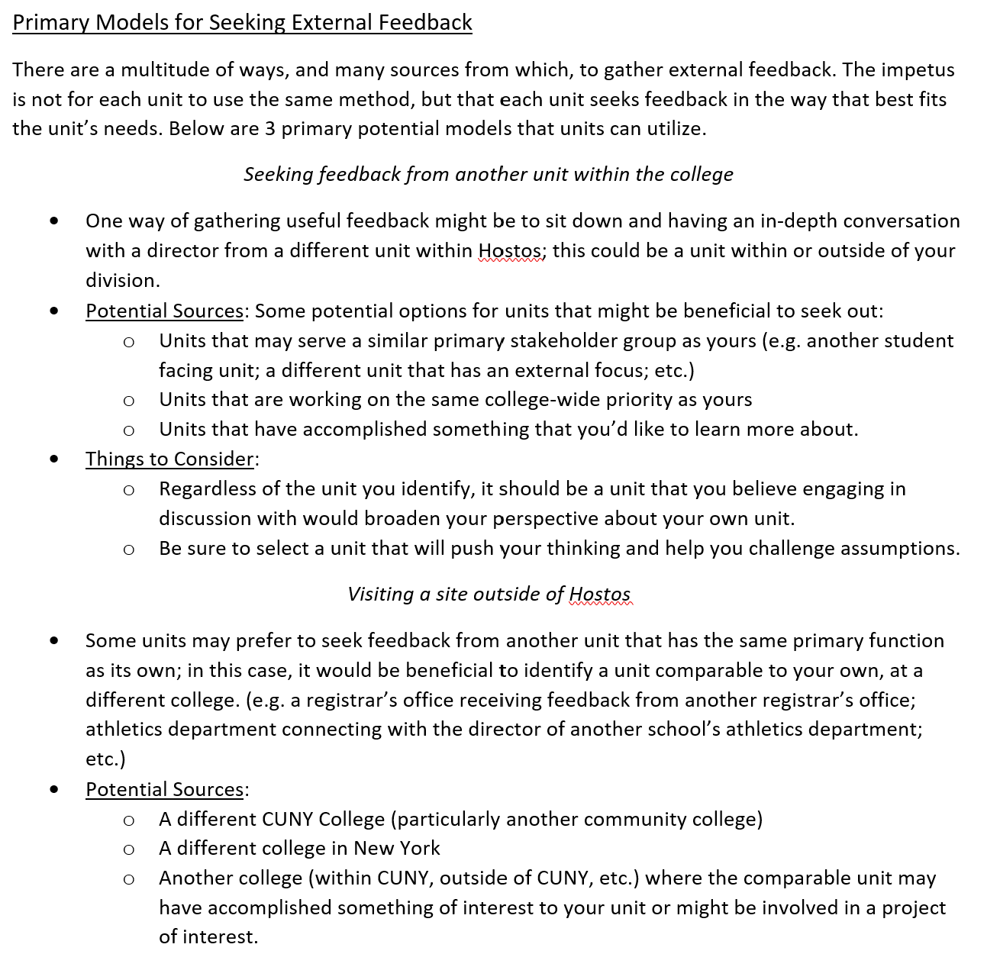 Primary Models for Seeking External Feedback
There are a multitude of ways, and many sources from which, to gather external feedback. The impetus
is not for each unit to use the same method, but that each unit seeks feedback in the way that best fits
the unit’s needs. Below are 3 primary potential models that units can utilize.
Seeking feedback from another unit within the college
• One way of gathering useful feedback might be to sit down and having an in-depth conversation
with a director from a different unit within Hostos; this could be a unit within or outside of your
division.
• Potential Sources: Some potential options for units that might be beneficial to seek out:
o Units that may serve a similar primary stakeholder group as yours (e.g. another student
facing unit; a different unit that has an external focus; etc.)
o Units that are working on the same college-wide priority as yours
o Units that have accomplished something that you’d like to learn more about.
• Things to Consider:
o Regardless of the unit you identify, it should be a unit that you believe engaging in
discussion with would broaden your perspective about your own unit.
o Be sure to select a unit that will push your thinking and help you challenge assumptions.
Visiting a site outside of Hostos
• Some units may prefer to seek feedback from another unit that has the same primary function
as its own; in this case, it would be beneficial to identify a unit comparable to your own, at a
different college. (e.g. a registrar’s office receiving feedback from another registrar’s office;
athletics department connecting with the director of another school’s athletics department;
etc.)
• Potential Sources:
o A different CUNY College (particularly another community college)
o A different college in New York
o Another college (within CUNY, outside of CUNY, etc.) where the comparable unit may
have accomplished something of interest to your unit or might be involved in a project
of interest.